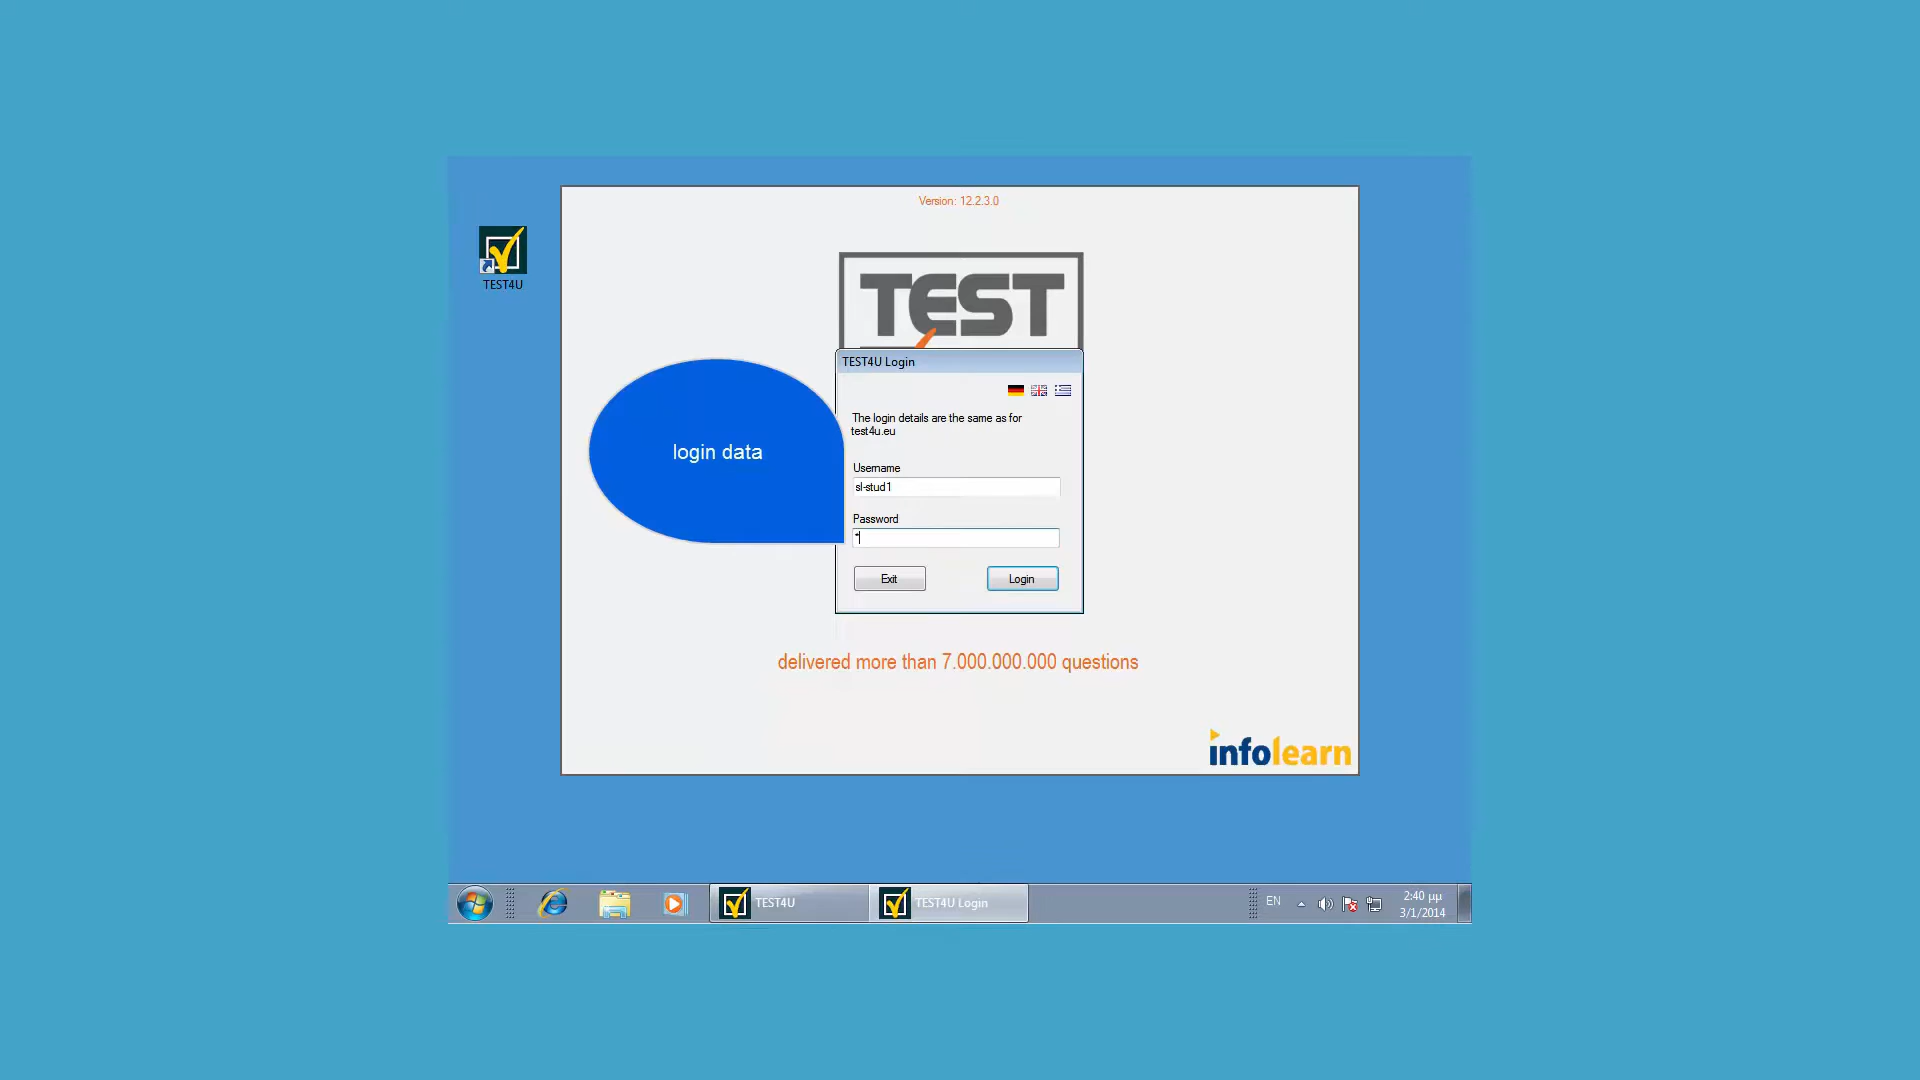 Version: 12.2.3.0
TEST
TEST4U
TEST4U Login
The login details are the same as for
test4u.eu
login data
Username
sl-stud1
Password
*
Exit
Login
delivered more than 7.000.000.000 questions
infolearn
TEST4U
TEST4U Login
EN
2:40 μμ
3/1/2014